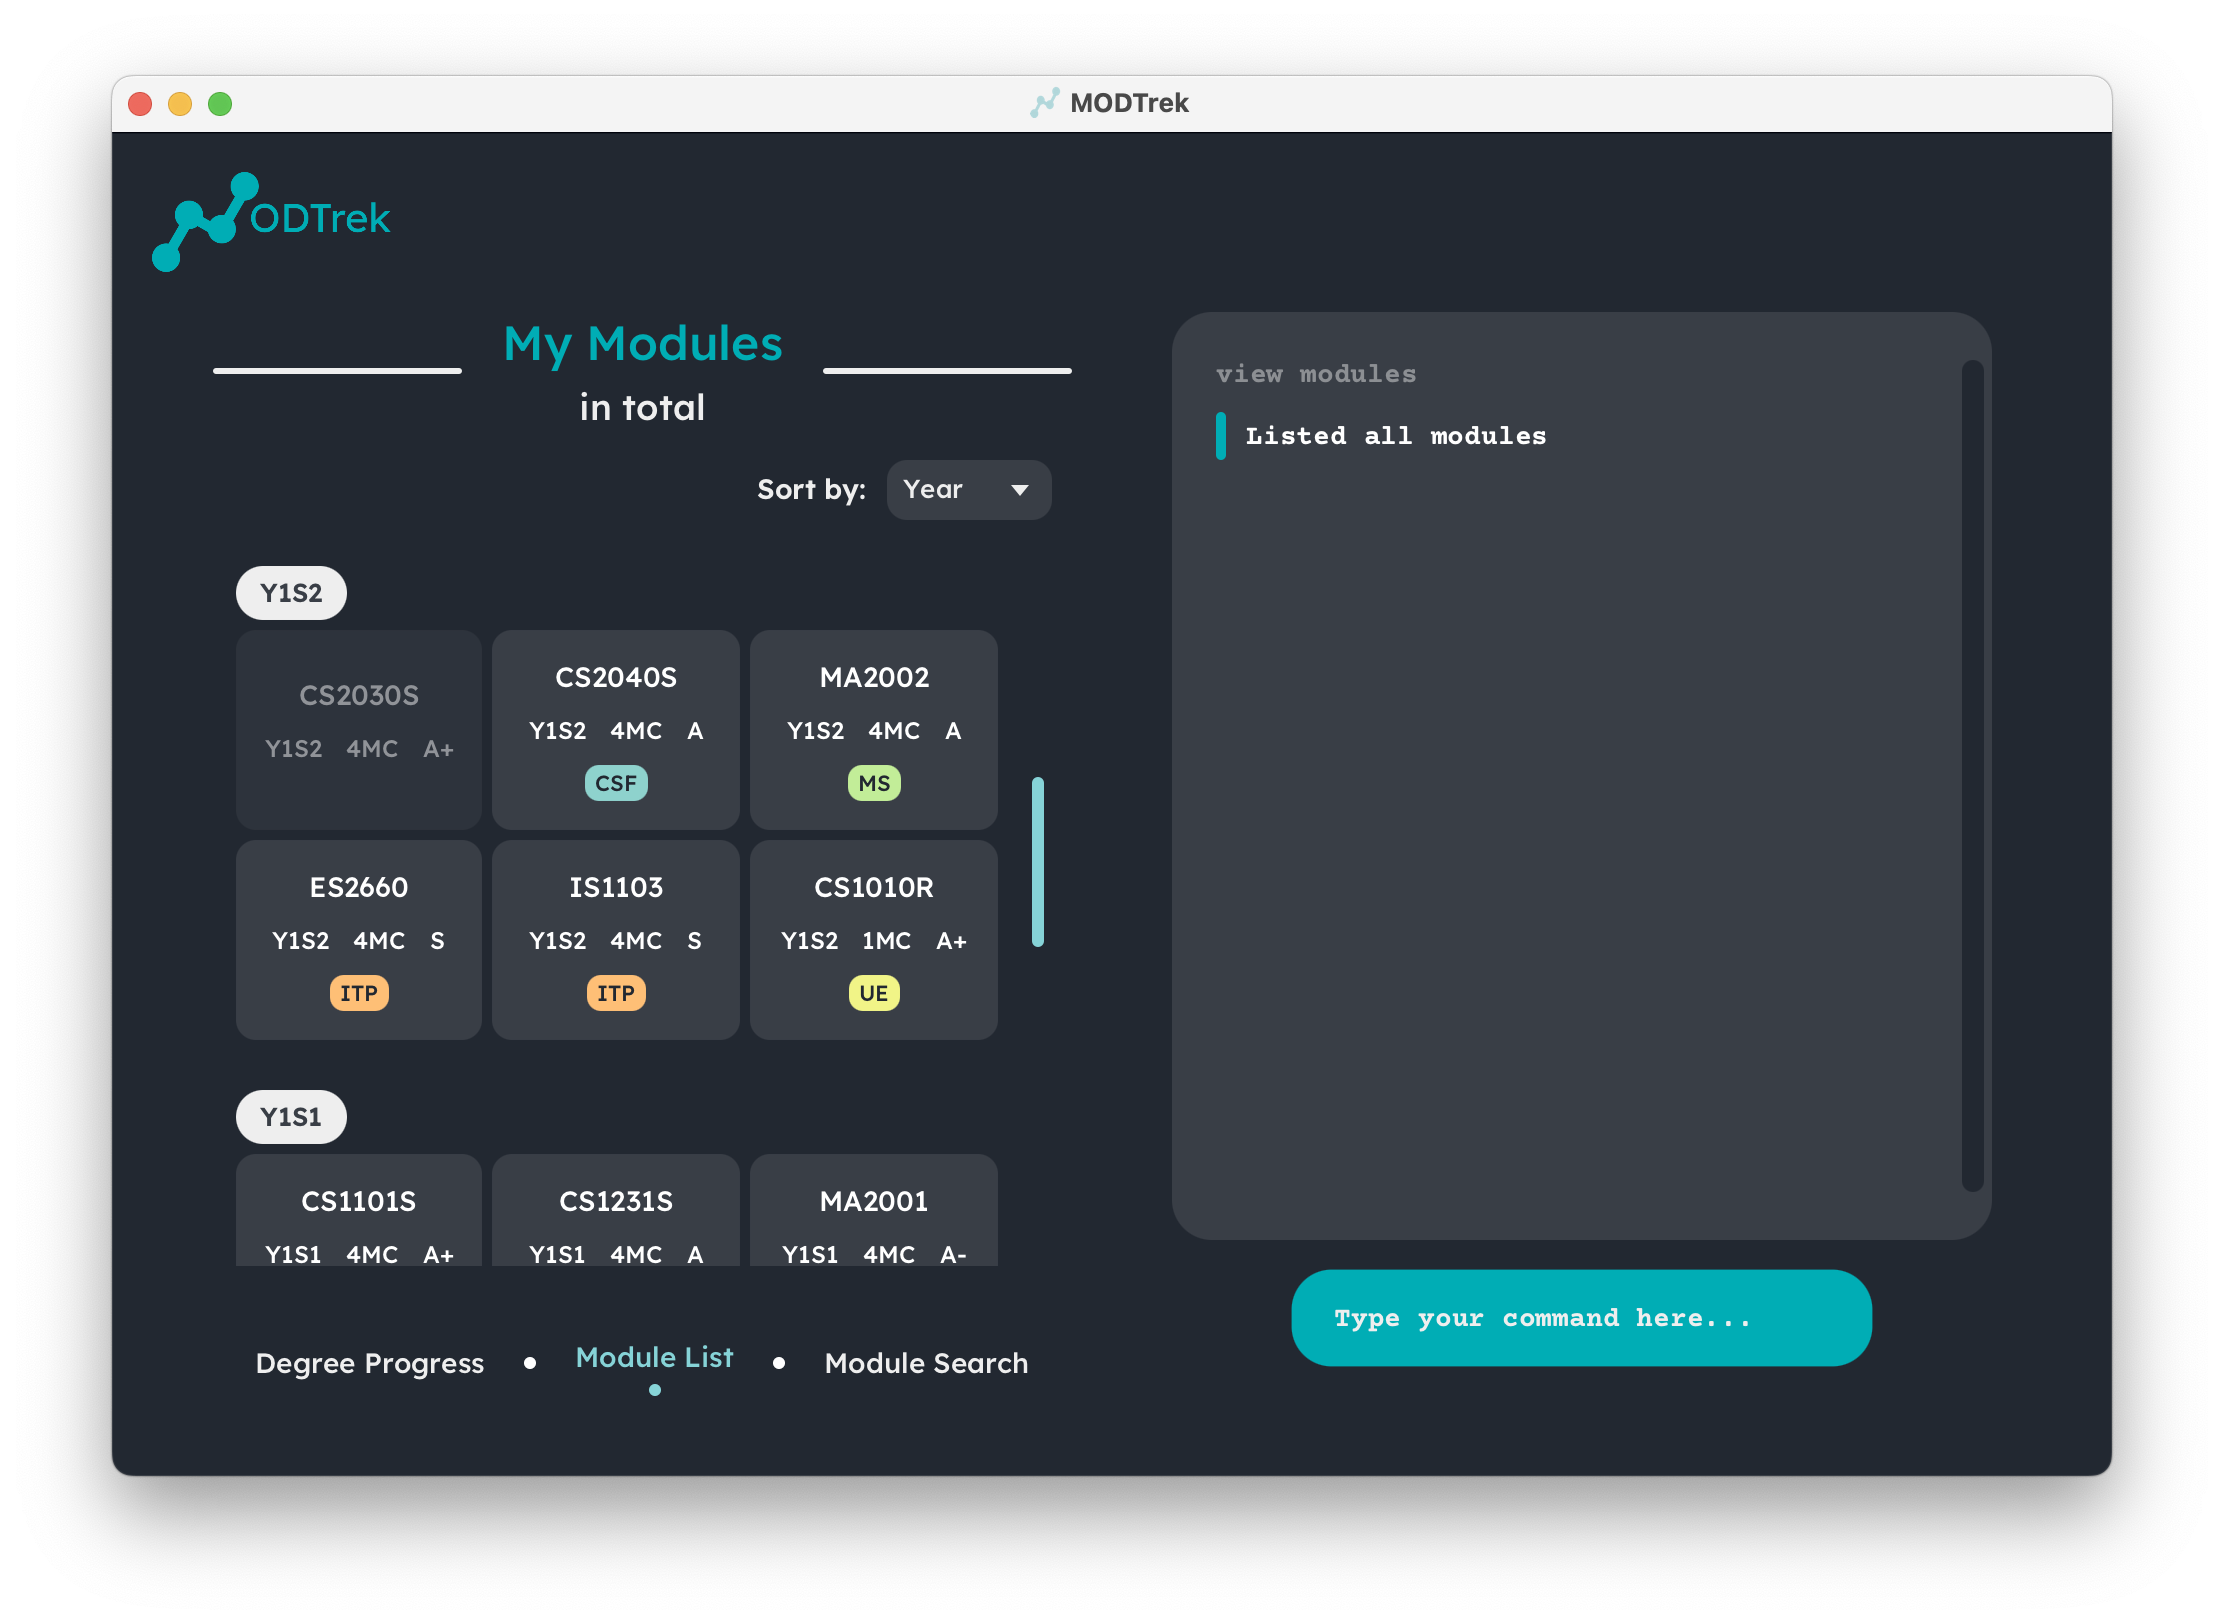 MODTrek
ODTrek
My Modules
in total
Sort by: Year
Y1S2
CS2030S
Y1S2 4MC A+
CS2040S
Y1S2 4MC A
CSF
MA2002
Y1S2 4MC A
MS
ES2660
Y1S2 4MC S
ITP
IS1103
Y1S2 4MC S
ITP
CS1010R
Y1S2 1MC A+
UE
Y1S1
CS1101S
Y1S1 4MC A+
CS1231S
Y1S1 4MC A
MA2001
Y1S1 4MC A-
Degree Progress
Module List
Module Search
view modules
Listed all modules
Type your command here...